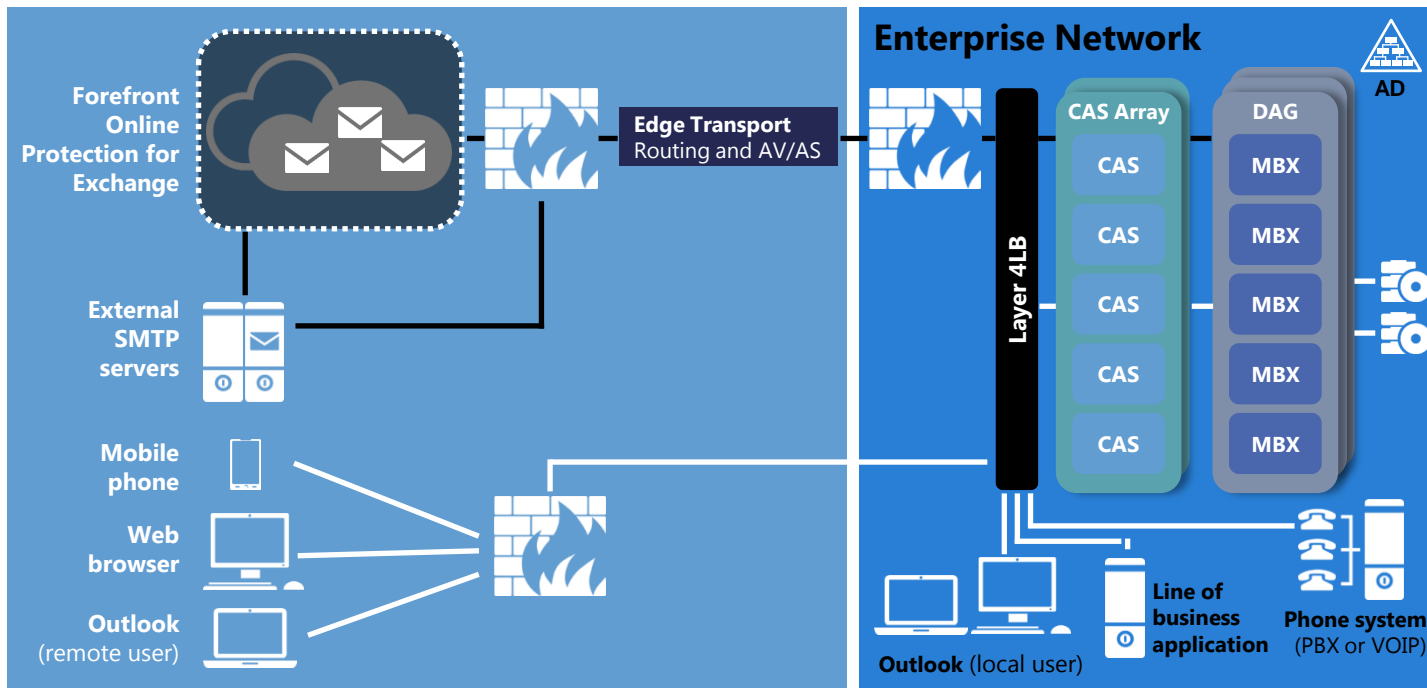 Forefront
Online
Protection for
Exchange
Edge Transport
Routing and AV/AS
External
SMTP
servers
Mobile
phone
Web
browser
Outlook
(remote user)
Enterprise Network
AD
Layer 4LB
CAS Array
CAS
CAS
CAS
CAS
CAS
DAG
MBX
MBX
MBX
MBX
MBX
Outlook (local user)
Line of
business
application
Phone system
(PBX or VOIP)